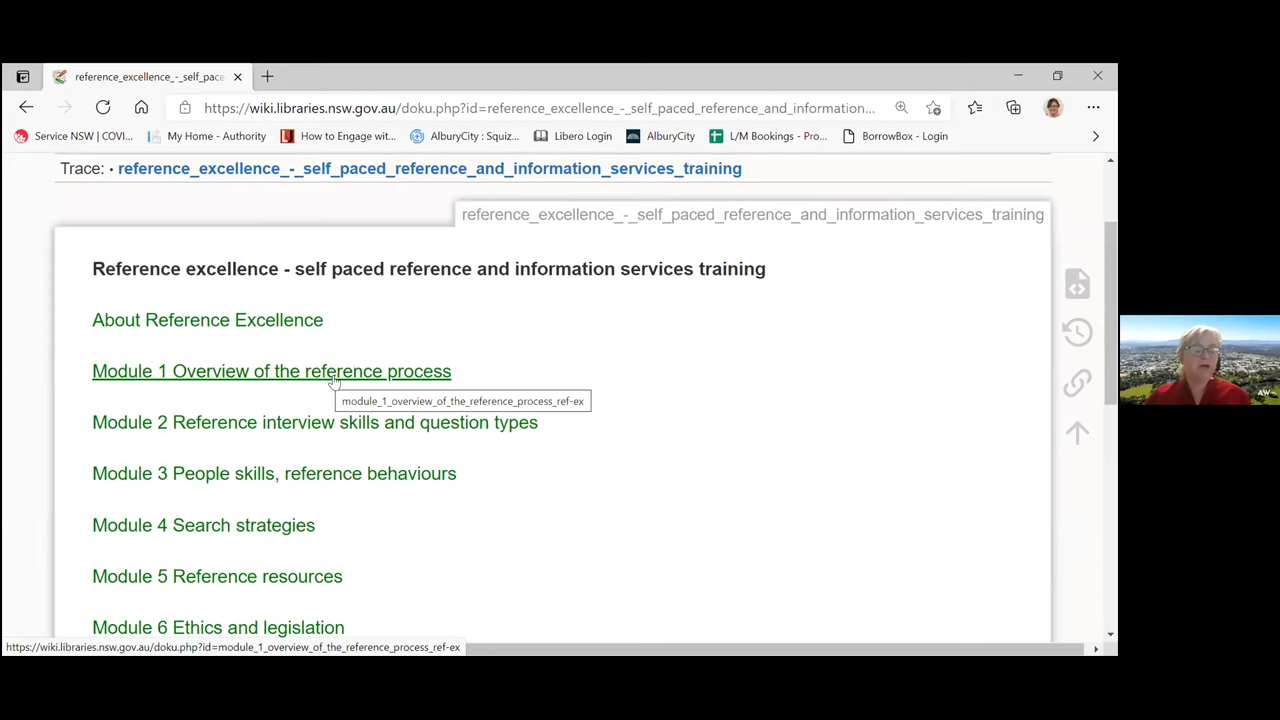 reference_excellence_-_self_pace
https://wiki.libraries.nsw.gov.au/doku.php?id=reference_excellence_-_self_paced_reference_and_information...
Service NSW | COVI... My Home - Authority How to Engage wit... AlburyCity : Squiz... Libero Login AlburyCity L/M Bookings - Pro... BorrowBox - Login
Trace: • reference_excellence_-_self_paced_reference_and_information_services_training
reference_excellence_-_self_paced_reference_and_information_services_training
Reference excellence - self paced reference and information services training
About Reference Excellence
Module 1 Overview of the reference process
module_1_overview_of_the_reference_process_ref-ex
Module 2 Reference interview skills and question types
Module 3 People skills, reference behaviours
AW
Module 4 Search strategies
Module 5 Reference resources
Module 6 Ethics and legislation
https://wiki.libraries.nsw.gov.au/doku.php?id=module_1_overview_of_the_reference_process_ref-ex